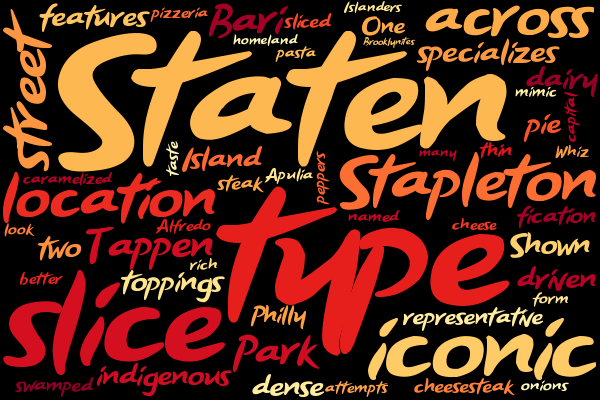 features pizzeria Bari sliced Islanders across
homeland One Brooklynites
pasta specializes
street Staten dairy
mimic
capital
pie
taste Island many thin Whiz
caramelized steak Apulia peppers Stapleton
location named fication
look Alfredo cheese
two Tappen type Shown
rich
better toppings driven
form
slice Philly representative
Park iconic
swamped indigenous dense attempts cheesesteak onions